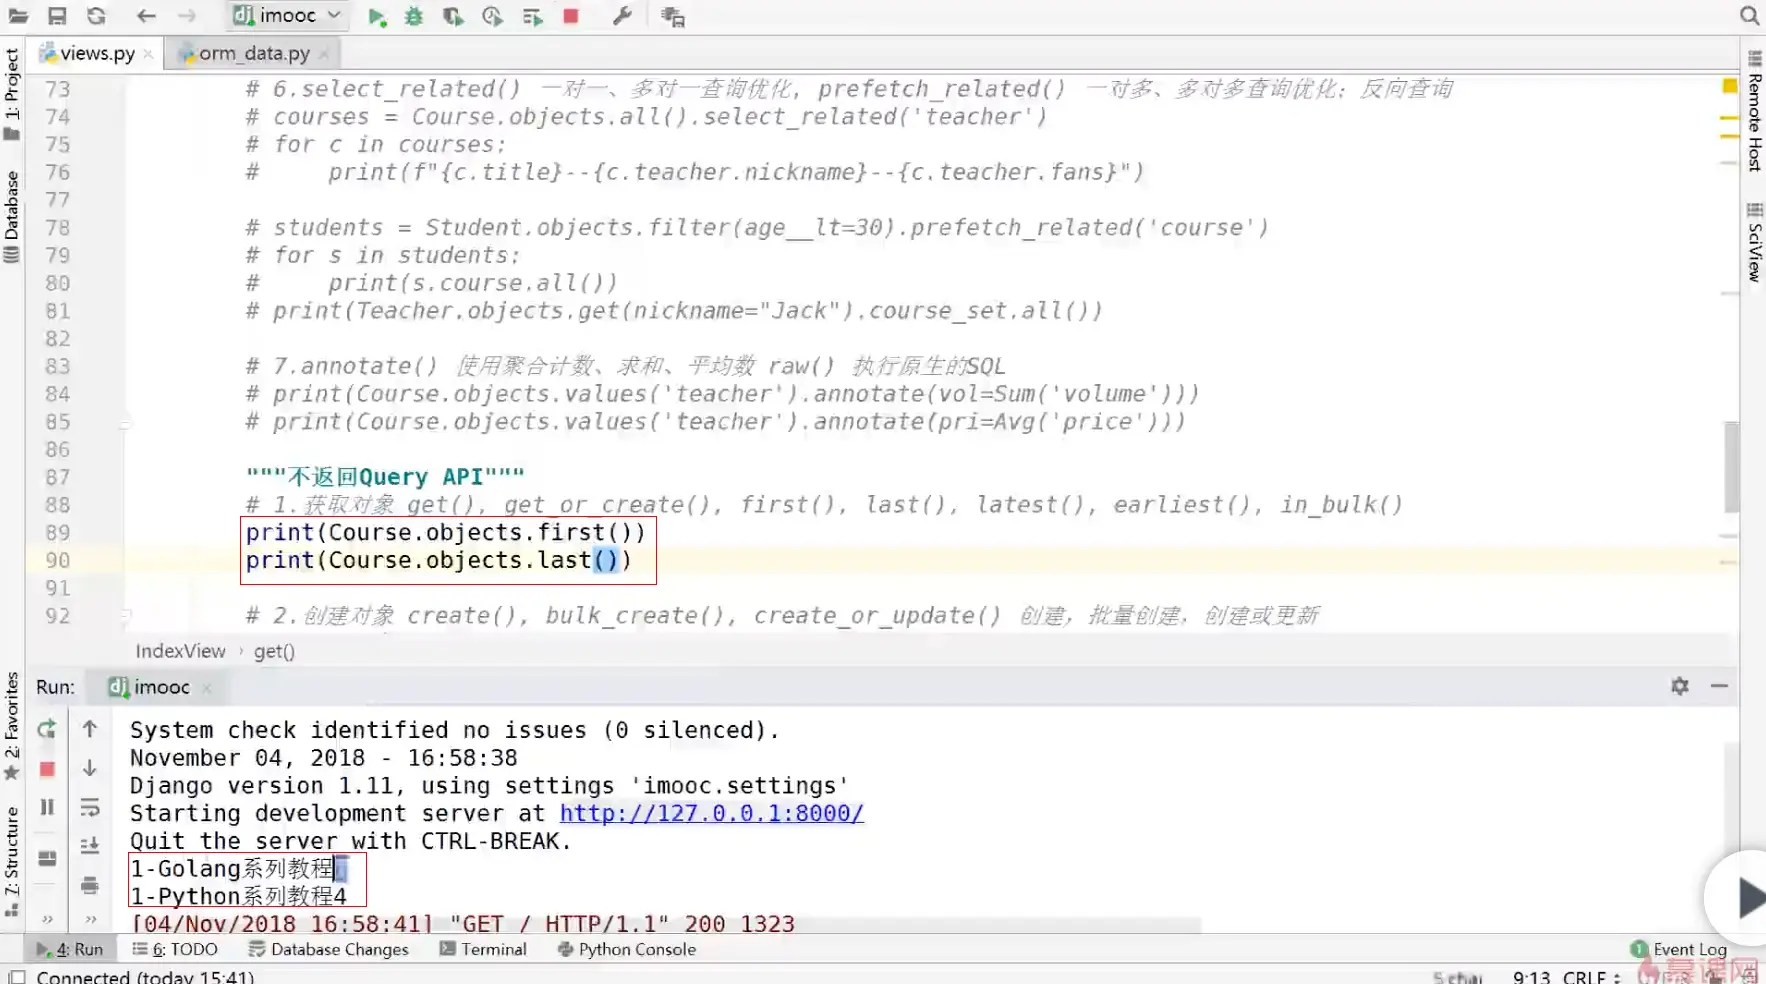 imooc
views.py
orm_data.py
1: Project
Database
2: Favorites
7: Structure
Remote Host
SciView
73 # 6.select_related() 一对一、多对一查询优化, prefetch_related() 一对多、多对多查询优化; 反向查询
74 # courses = Course.objects.all().select_related('teacher')
75 # for c in courses:
76 #     print(f"{c.title}--{c.teacher.nickname}--{c.teacher.fans}")
77
78 # students = Student.objects.filter(age__lt=30).prefetch_related('course')
79 # for s in students:
80 #     print(s.course.all())
81 # print(Teacher.objects.get(nickname="Jack").course_set.all())
82
83 # 7.annotate() 使用聚合计数、求和、平均数 raw() 执行原生的SQL
84 # print(Course.objects.values('teacher').annotate(vol=Sum('volume')))
85 # print(Course.objects.values('teacher').annotate(pri=Avg('price')))
86
87 """不返回Query API"""
88 # 1.获取对象 get(), get_or_create(), first(), last(), latest(), earliest(), in_bulk()
89 print(Course.objects.first())
90 print(Course.objects.last())
91
92 # 2.创建对象 create(), bulk_create(), create_or_update() 创建, 批量创建, 创建或更新
IndexView › get()
Run: imooc
System check identified no issues (0 silenced).
November 04, 2018 - 16:58:38
Django version 1.11, using settings 'imooc.settings'
Starting development server at http://127.0.0.1:8000/
Quit the server with CTRL-BREAK.
1-Golang系列教程
1-Python系列教程4
[04/Nov/2018 16:58:41] "GET / HTTP/1.1" 200 1323
4: Run 6: TODO Database Changes Terminal Python Console 1 Event Log
Connected (today 15:41) 9:13 CRLF
慕课网